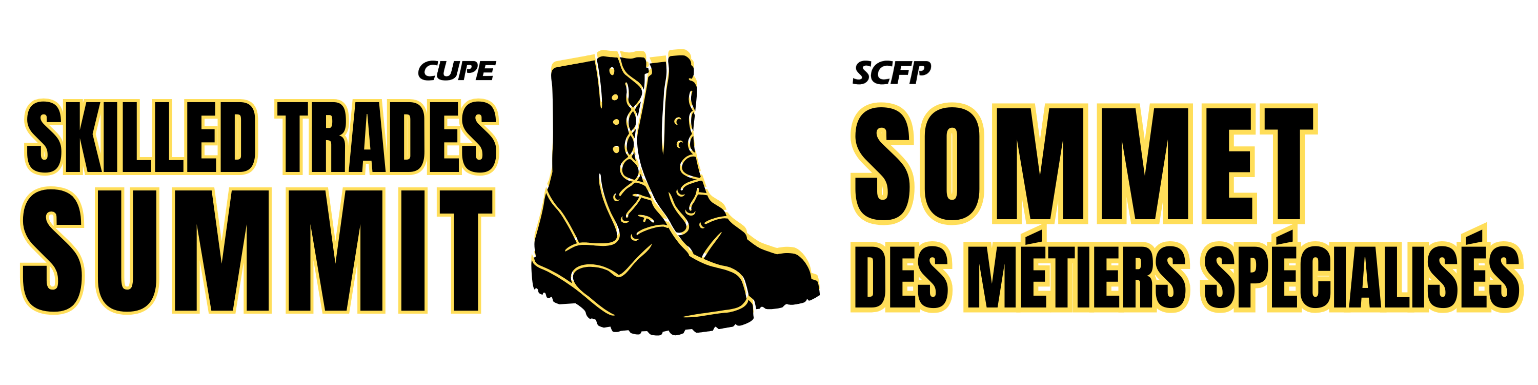 CUPE
SKILLED TRADES
SUMMIT
SCFP
SOMMET
DES MÉTIERS SPÉCIALISÉS